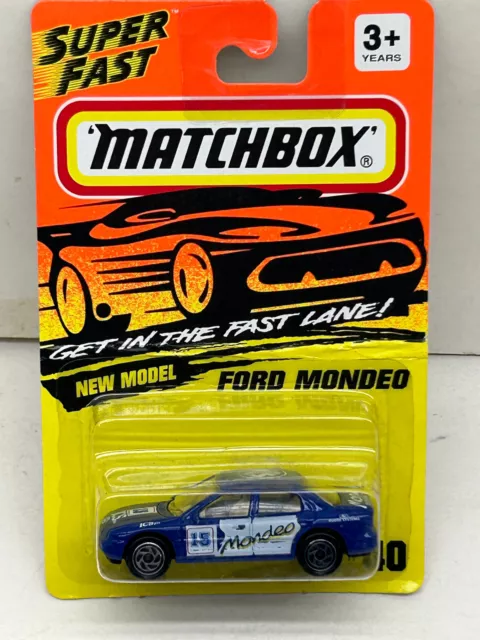 SUPER
FAST
3+
YEARS
'MATCHBOX'®
GET IN THE FAST LANE!
NEW MODEL
FORD MONDEO
15
Mondeo
40